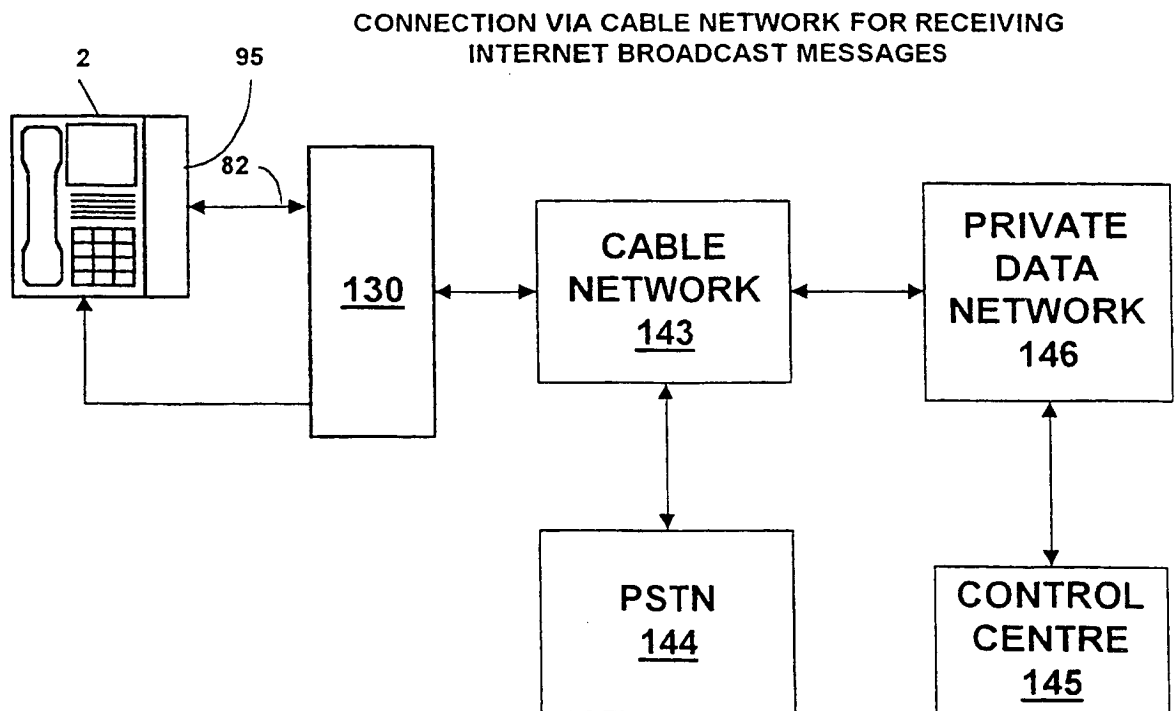 CONNECTION VIA CABLE NETWORK FOR RECEIVING
INTERNET BROADCAST MESSAGES
2
95
82
130
CABLE
NETWORK
143
PRIVATE
DATA
NETWORK
146
PSTN
144
CONTROL
CENTRE
145